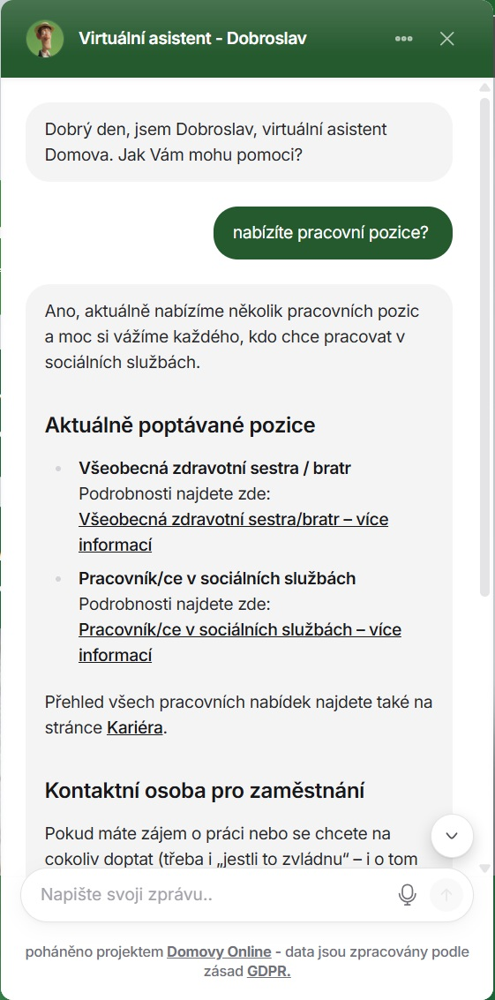 Virtuální asistent - Dobroslav
Dobrý den, jsem Dobroslav, virtuální asistent
Domova. Jak Vám mohu pomoci?
nabízíte pracovní pozice?
Ano, aktuálně nabízíme několik pracovních pozic
a moc si vážíme každého, kdo chce pracovat v
sociálních službách.
Aktuálně poptávané pozice
Všeobecná zdravotní sestra / bratr
Podrobnosti najdete zde:
Všeobecná zdravotní sestra/bratr – více
informací
Pracovník/ce v sociálních službách
Podrobnosti najdete zde:
Pracovník/ce v sociálních službách – více
informací
Přehled všech pracovních nabídek najdete také na
stránce Kariéra.
Kontaktní osoba pro zaměstnání
Pokud máte zájem o práci nebo se chcete na
cokoliv doptat (třeba i „jestli to zvládnu“ – i o tom
Napište svoji zprávu..
poháněno projektem Domovy Online - data jsou zpracovány podle
zásad GDPR.